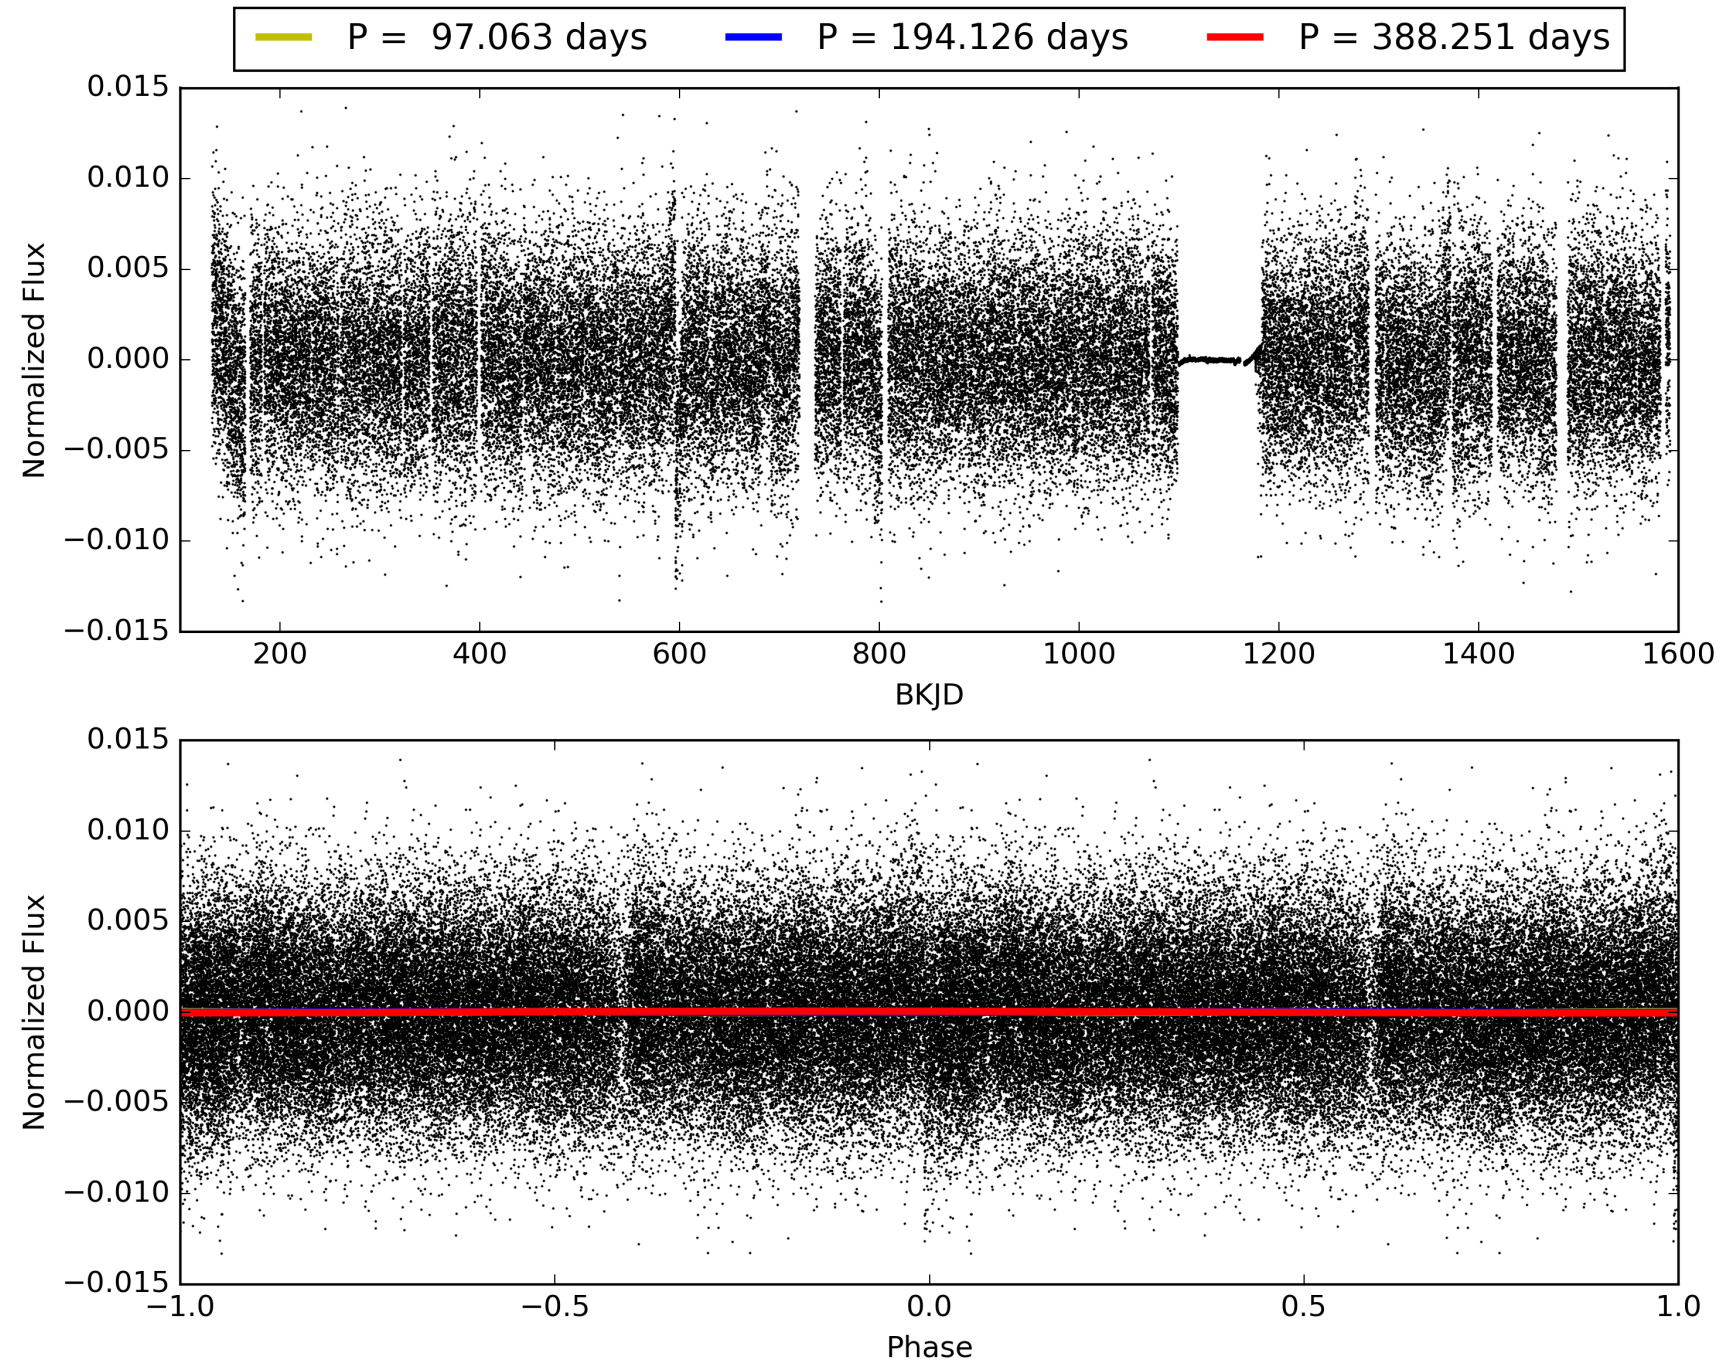 P = 97.063 days P = 194.126 days P = 388.251 days
0.015
0.010
0.005
0.000
−0.005
−0.010
−0.015
Normalized Flux
200 400 600 800 1000 1200 1400 1600
BKJD
0.015
0.010
0.005
0.000
−0.005
−0.010
−0.015
Normalized Flux
−1.0 −0.5 0.0 0.5 1.0
Phase